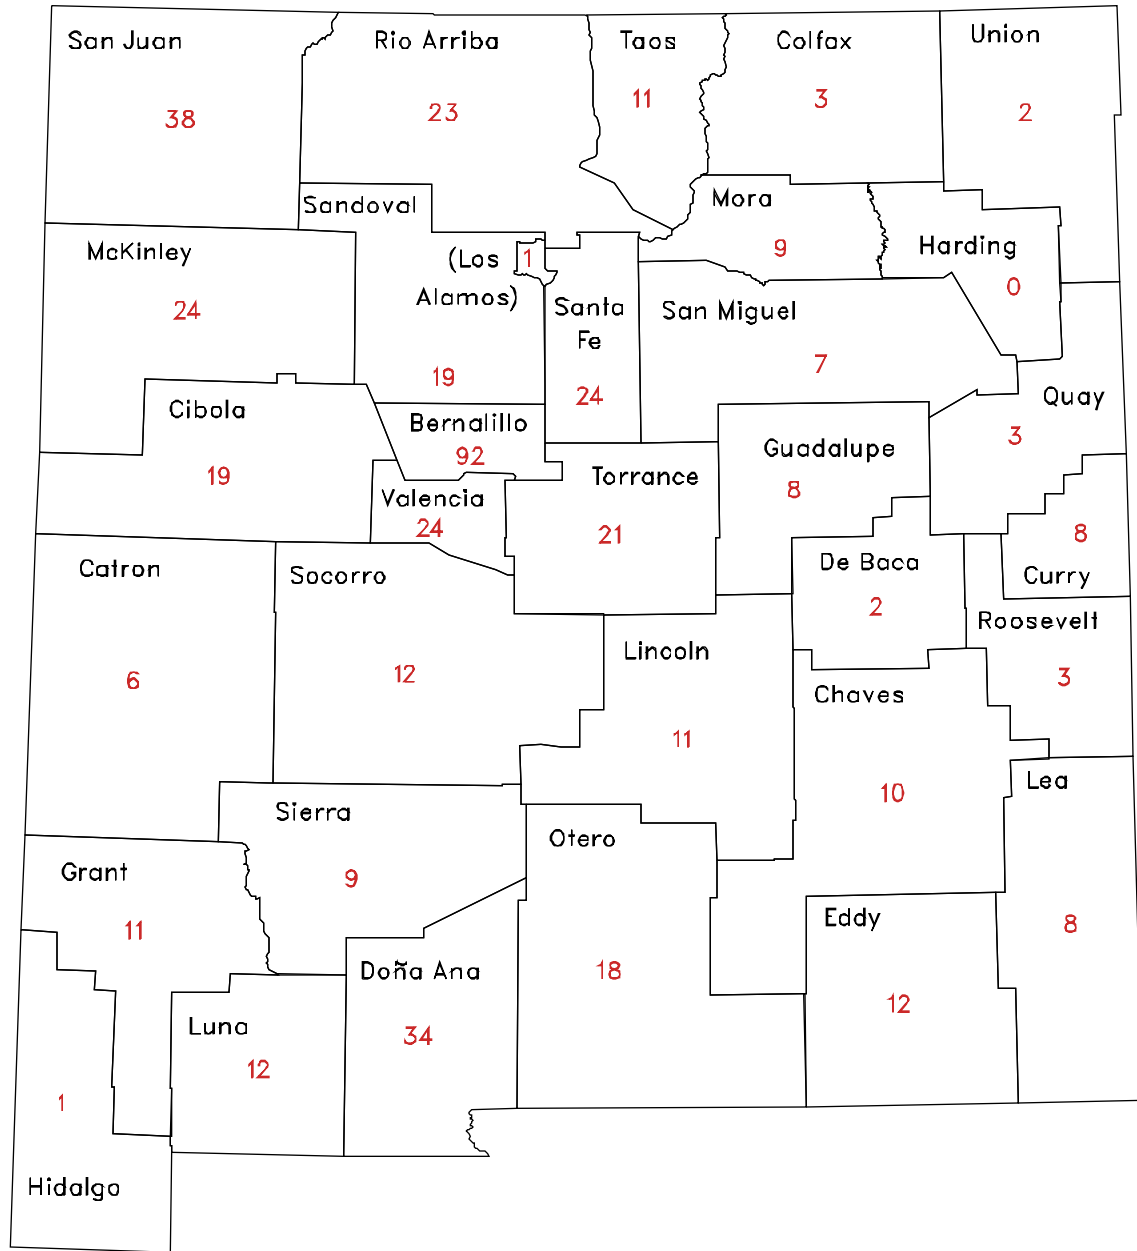 San Juan
38
Rio Arriba
23
Taos
11
Colfax
3
Union
2
Sandoval
19
Mora
9
Harding
0
McKinley
24
(Los
Alamos)
1
Santa
Fe
24
San Miguel
7
Quay
3
Cibola
19
Bernalillo
92
Guadalupe
8
Valencia
24
Torrance
21
8
Curry
Catron
6
Socorro
12
De Baca
2
Roosevelt
3
Lincoln
11
Chaves
10
Lea
8
Sierra
9
Otero
18
Grant
11
Eddy
12
Doña Ana
34
Luna
12
1
Hidalgo